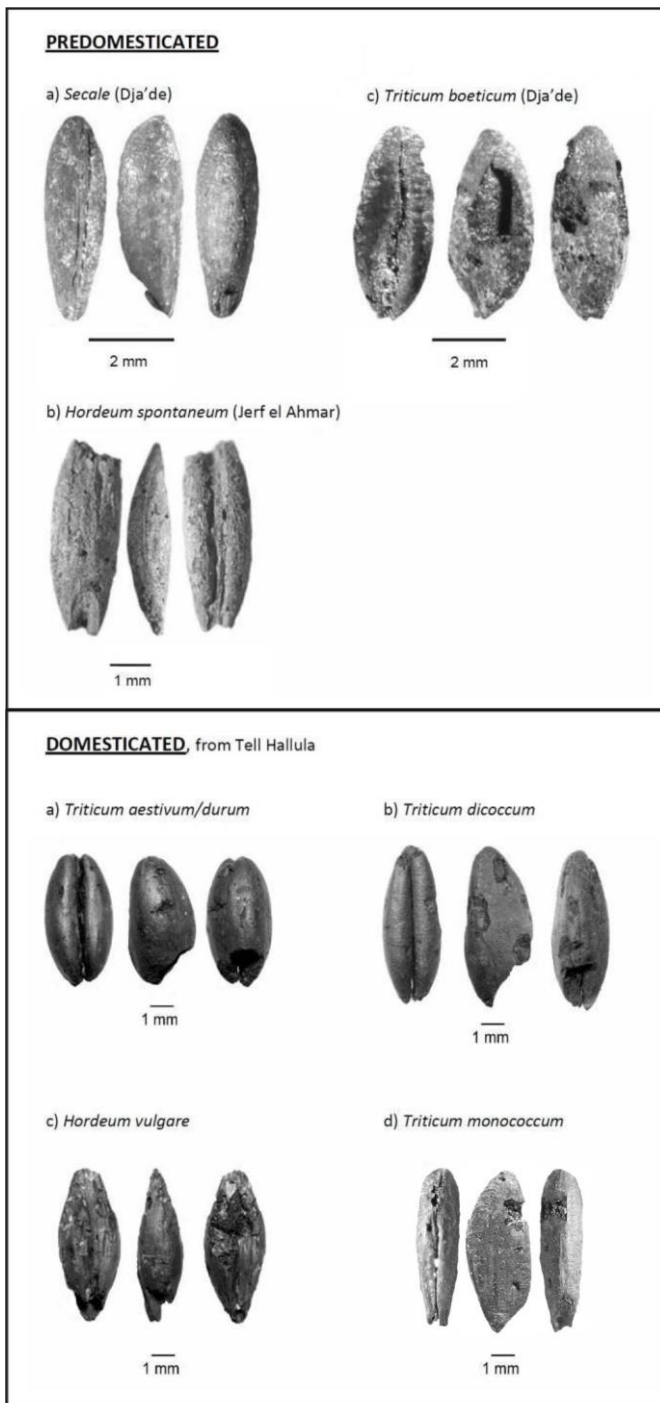 PREDOMESTICATED
a) Secale (Dja’de)
c) Triticum boeticum (Dja’de)
2 mm
2 mm
b) Hordeum spontaneum (Jerf el Ahmar)
1 mm
DOMESTICATED, from Tell Hallula
a) Triticum aestivum/durum
b) Triticum dicoccum
1 mm
1 mm
c) Hordeum vulgare
d) Triticum monococcum
1 mm
1 mm